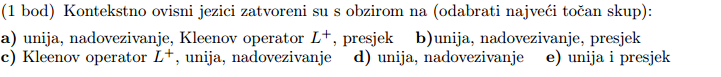 (1 bod) Kontekstno ovisni jezici zatvoreni su s obzirom na (odabrati najveći točan skup):
a) unija, nadovezivanje, Kleenov operator L⁺, presjek b)unija, nadovezivanje, presjek
c) Kleenov operator L⁺, unija, nadovezivanje d) unija, nadovezivanje e) unija i presjek